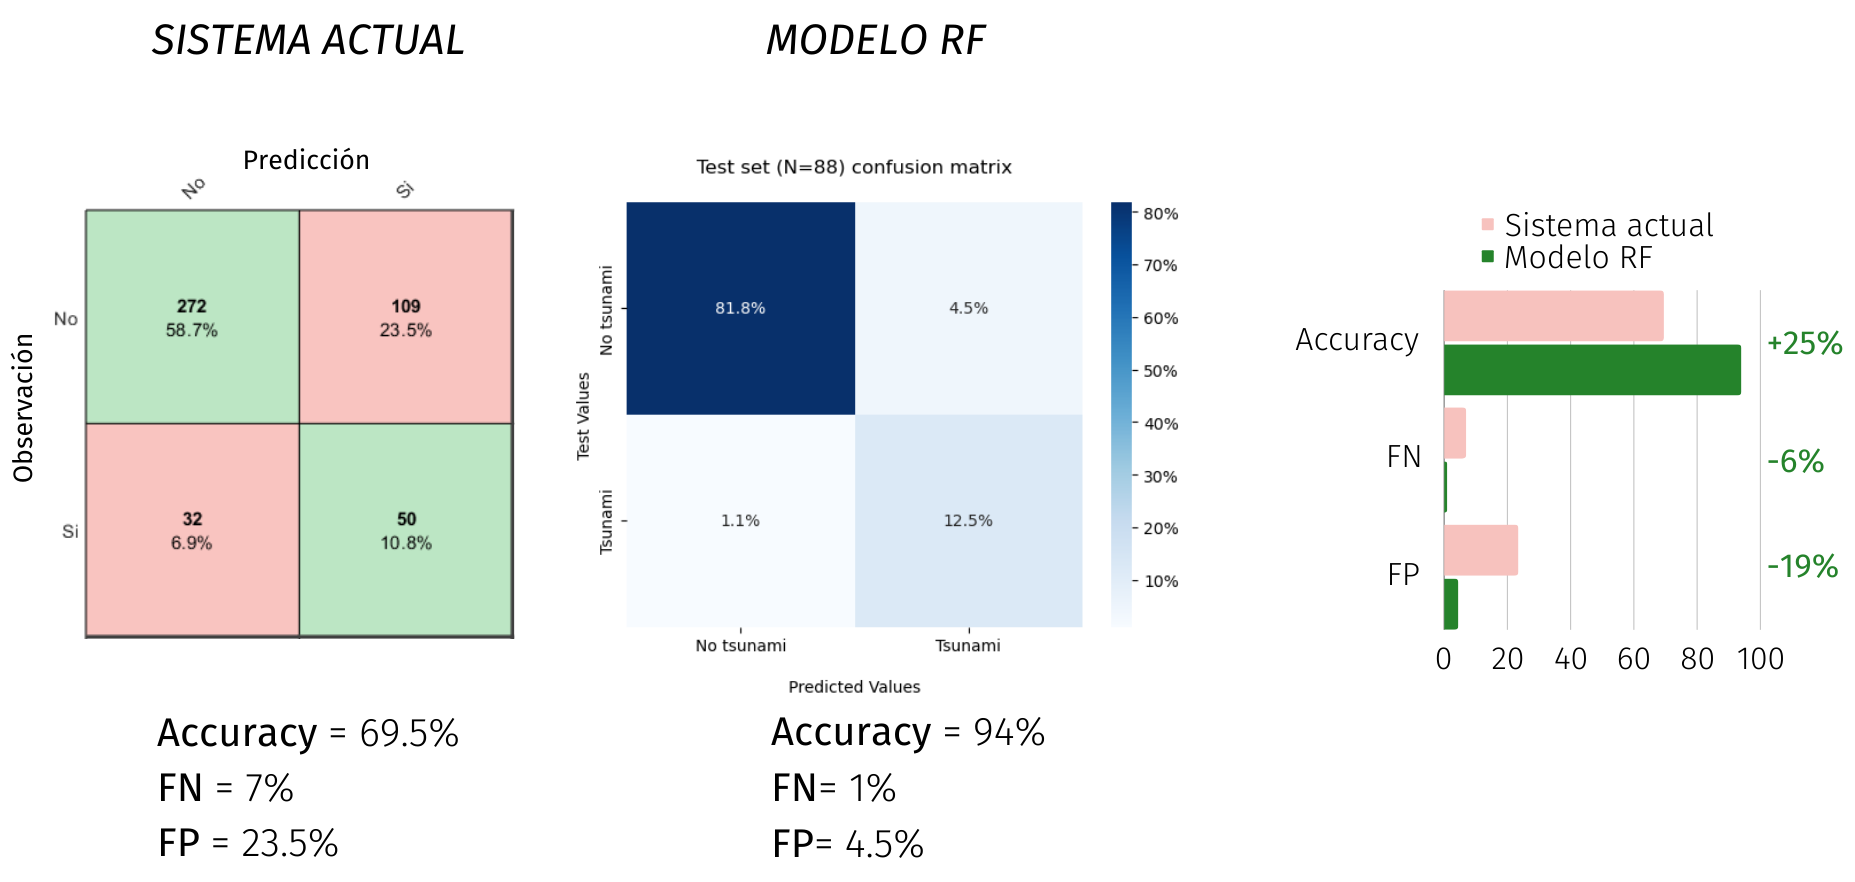 SISTEMA ACTUAL
Predicción
No
Si
Observación
No
272
58.7%
109
23.5%
Si
32
6.9%
50
10.8%
Accuracy = 69.5%
FN = 7%
FP = 23.5%
MODELO RF
Test set (N=88) confusion matrix
Test Values
No tsunami
81.8%
4.5%
Tsunami
1.1%
12.5%
No tsunami
Tsunami
Predicted Values
80%
70%
60%
50%
40%
30%
20%
10%
Accuracy = 94%
FN= 1%
FP= 4.5%
Sistema actual
Modelo RF
Accuracy
+25%
FN
-6%
FP
-19%
0 20 40 60 80 100